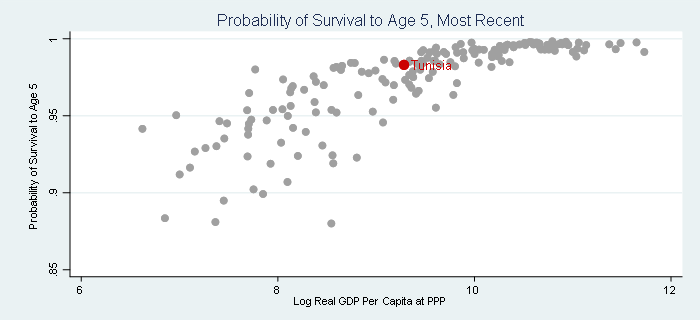 Probability of Survival to Age 5, Most Recent
Probability of Survival to Age 5
1
.95
.9
.85
Tunisia
6
8
10
12
Log Real GDP Per Capita at PPP